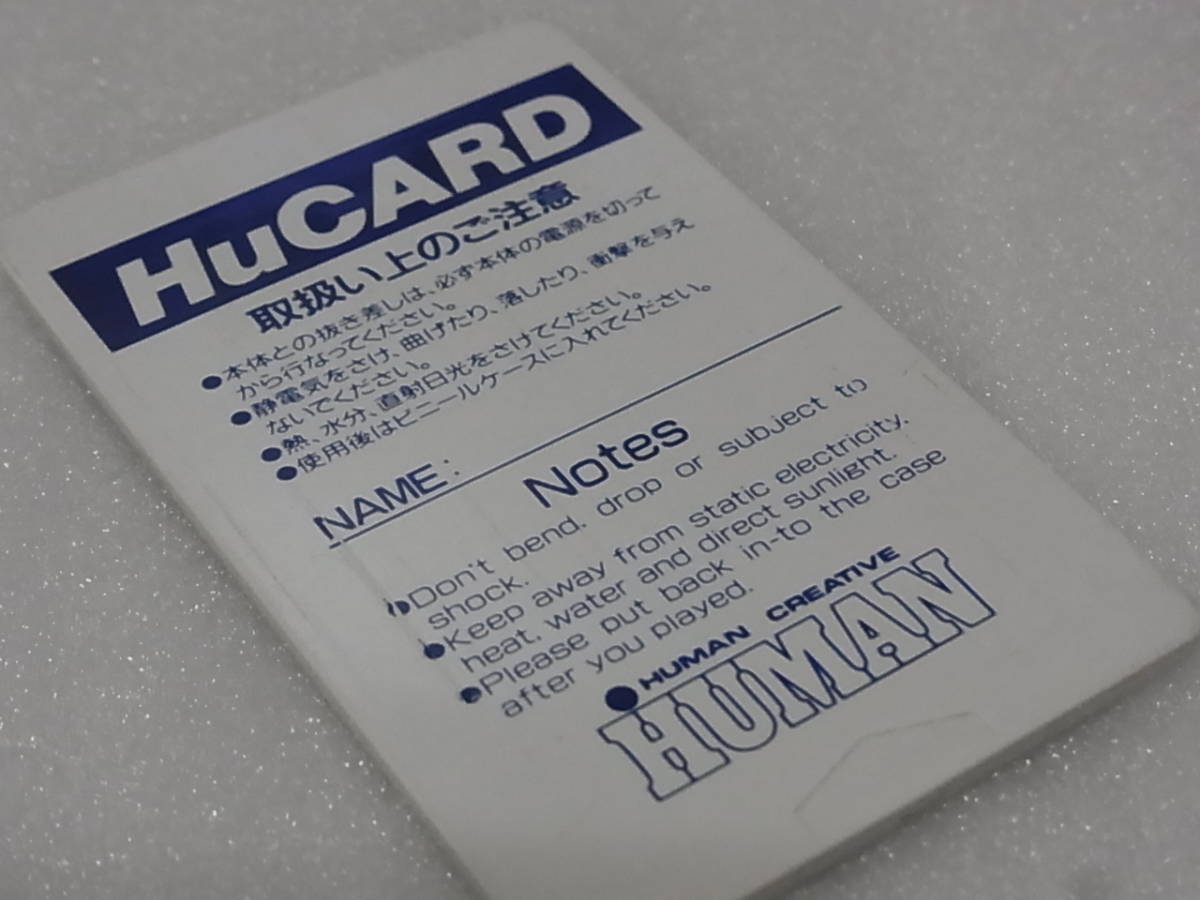 HuCARD
取扱い上のご注意
●本体との抜き差しは、必ず本体の電源を切って
から行なってください。
●静電気をさけ、曲げたり、落したり、衝撃を与え
ないでください。
●熱、水分、直射日光をさけてください。
●使用後はビニールケースに入れてください。
NAME:
Notes
●Don't bend, drop or subject to
shock.
●Keep away from static electricity,
heat, water and direct sunlight.
●Please put back in-to the case
after you played.
●HUMAN CREATIVE
HUMAN